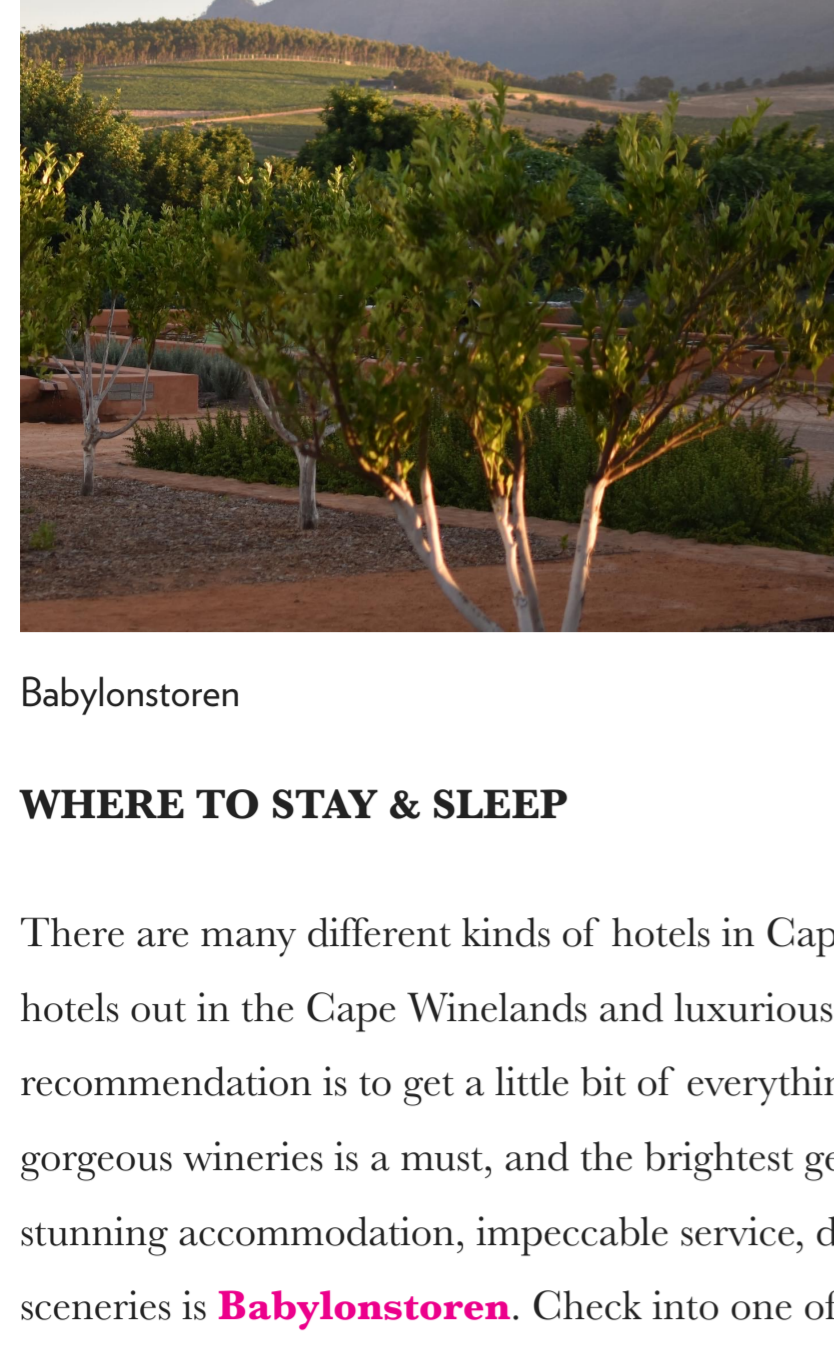 Babylonstoren
WHERE TO STAY & SLEEP
There are many different kinds of hotels in
hotels out in the Cape Winelands and luxurious
recommendation is to get a little bit of
gorgeous wineries is a must, and the brightest
stunning accommodation, impeccable service,
sceneries is Babylonstoren. Check into one of